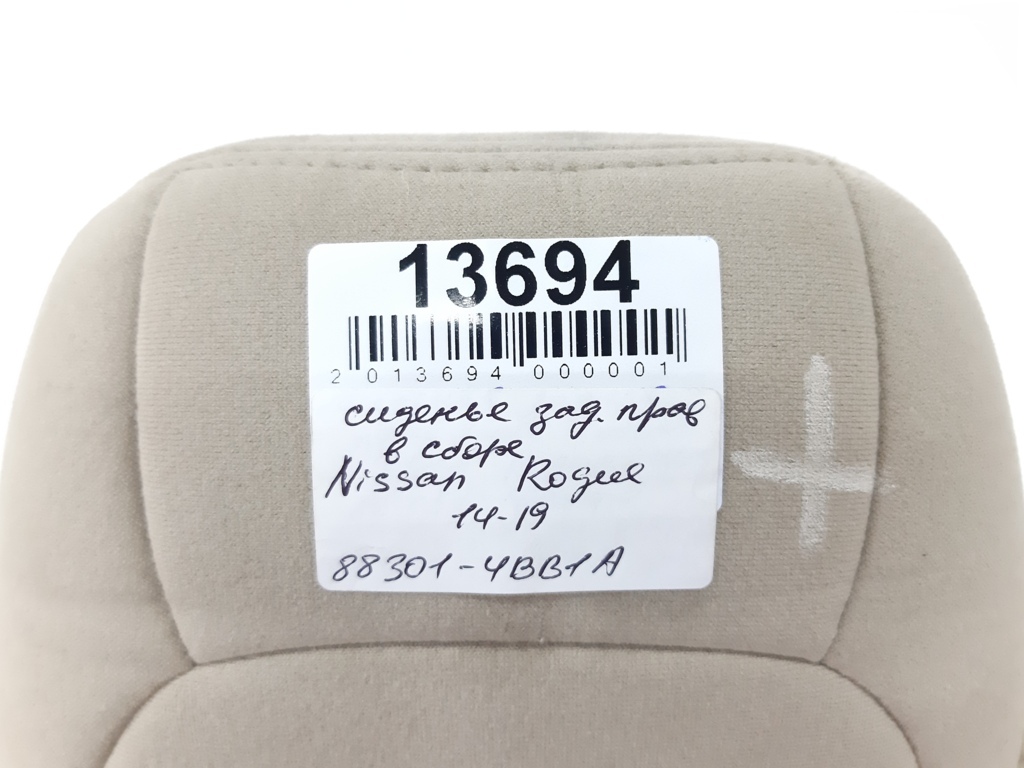 13694
2 013694 000001
сиденье зад. прав
в сборе
Nissan Rogue
14-19
88301-4BB1A